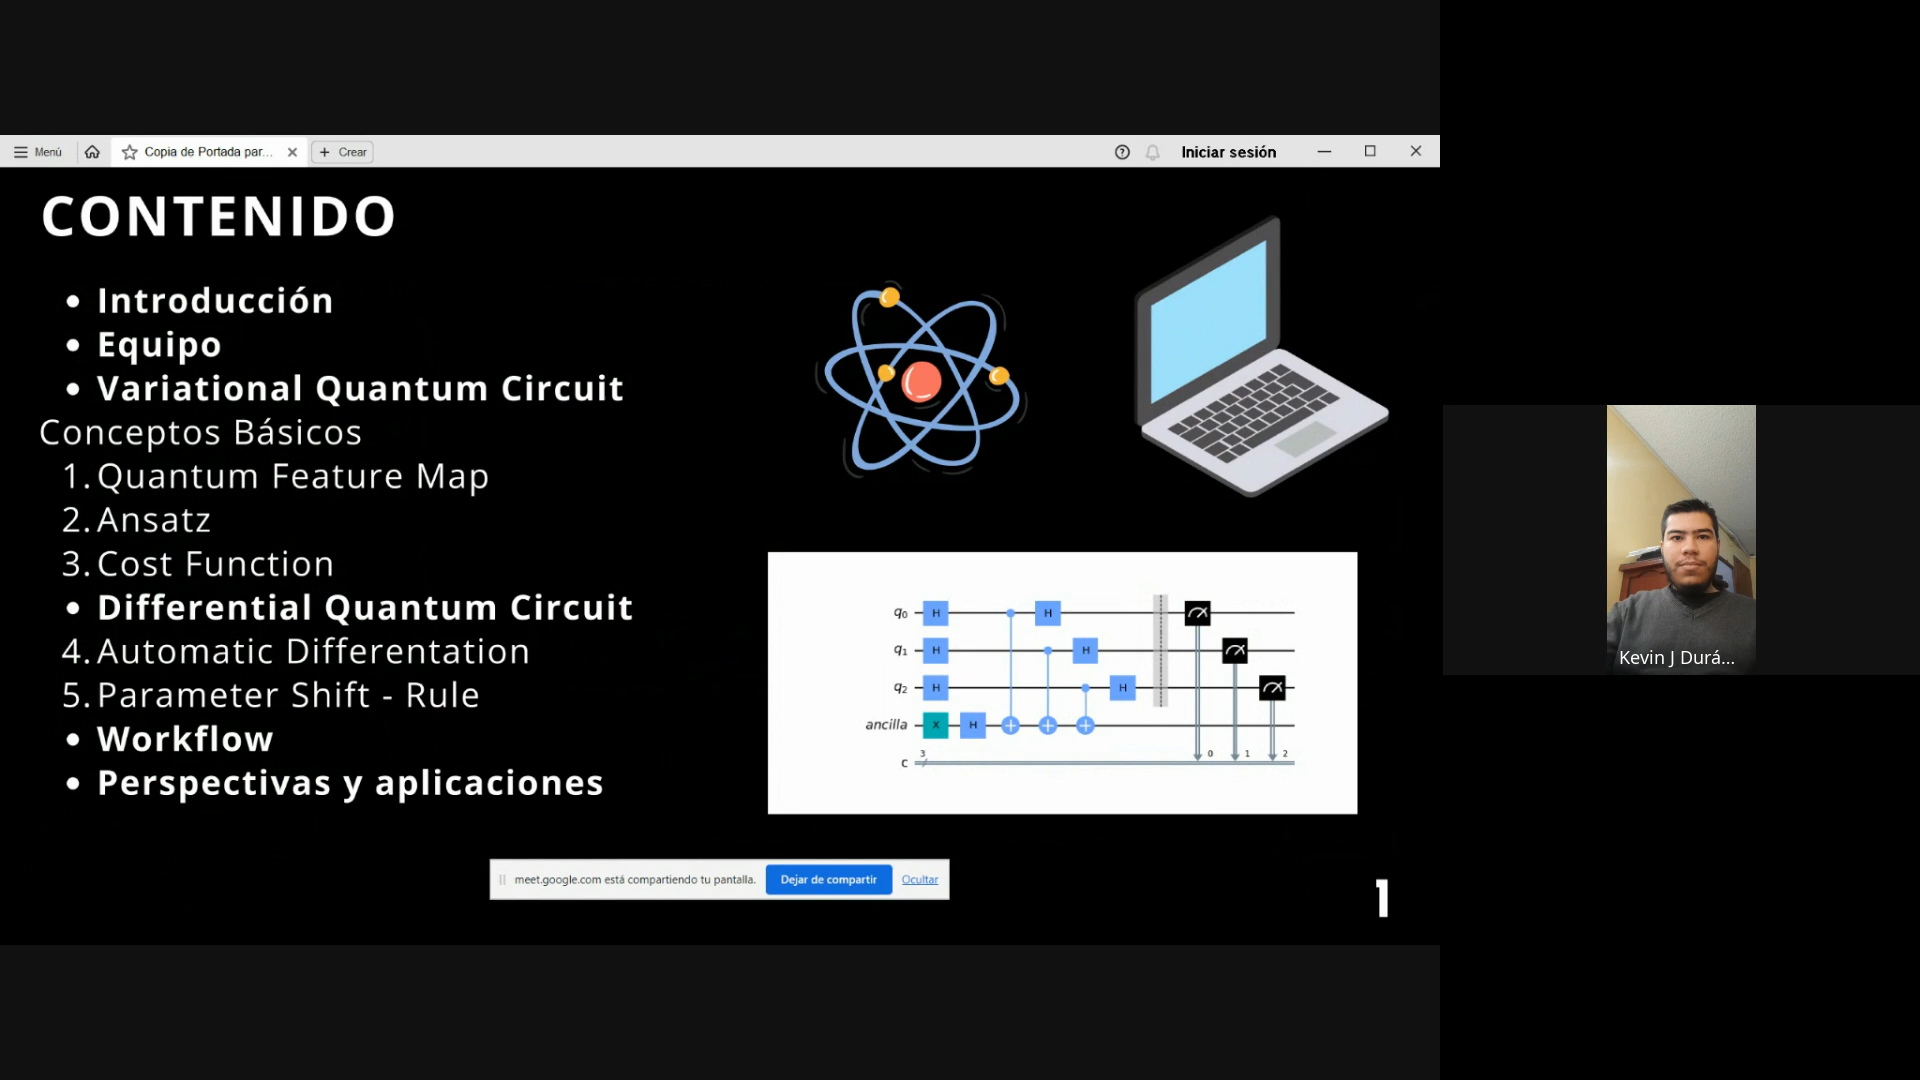 Menú
Copia de Portada par...
Crear
Iniciar sesión
CONTENIDO
• Introducción
• Equipo
• Variational Quantum Circuit
Conceptos Básicos
1. Quantum Feature Map
2. Ansatz
3. Cost Function
• Differential Quantum Circuit
4. Automatic Differentation
5. Parameter Shift - Rule
• Workflow
• Perspectivas y aplicaciones
q0 H H
q1 H H
q2 H H
ancilla X H
3 0 1 2
c
meet.google.com está compartiendo tu pantalla. Dejar de compartir Ocultar
1
Kevin J Durá...